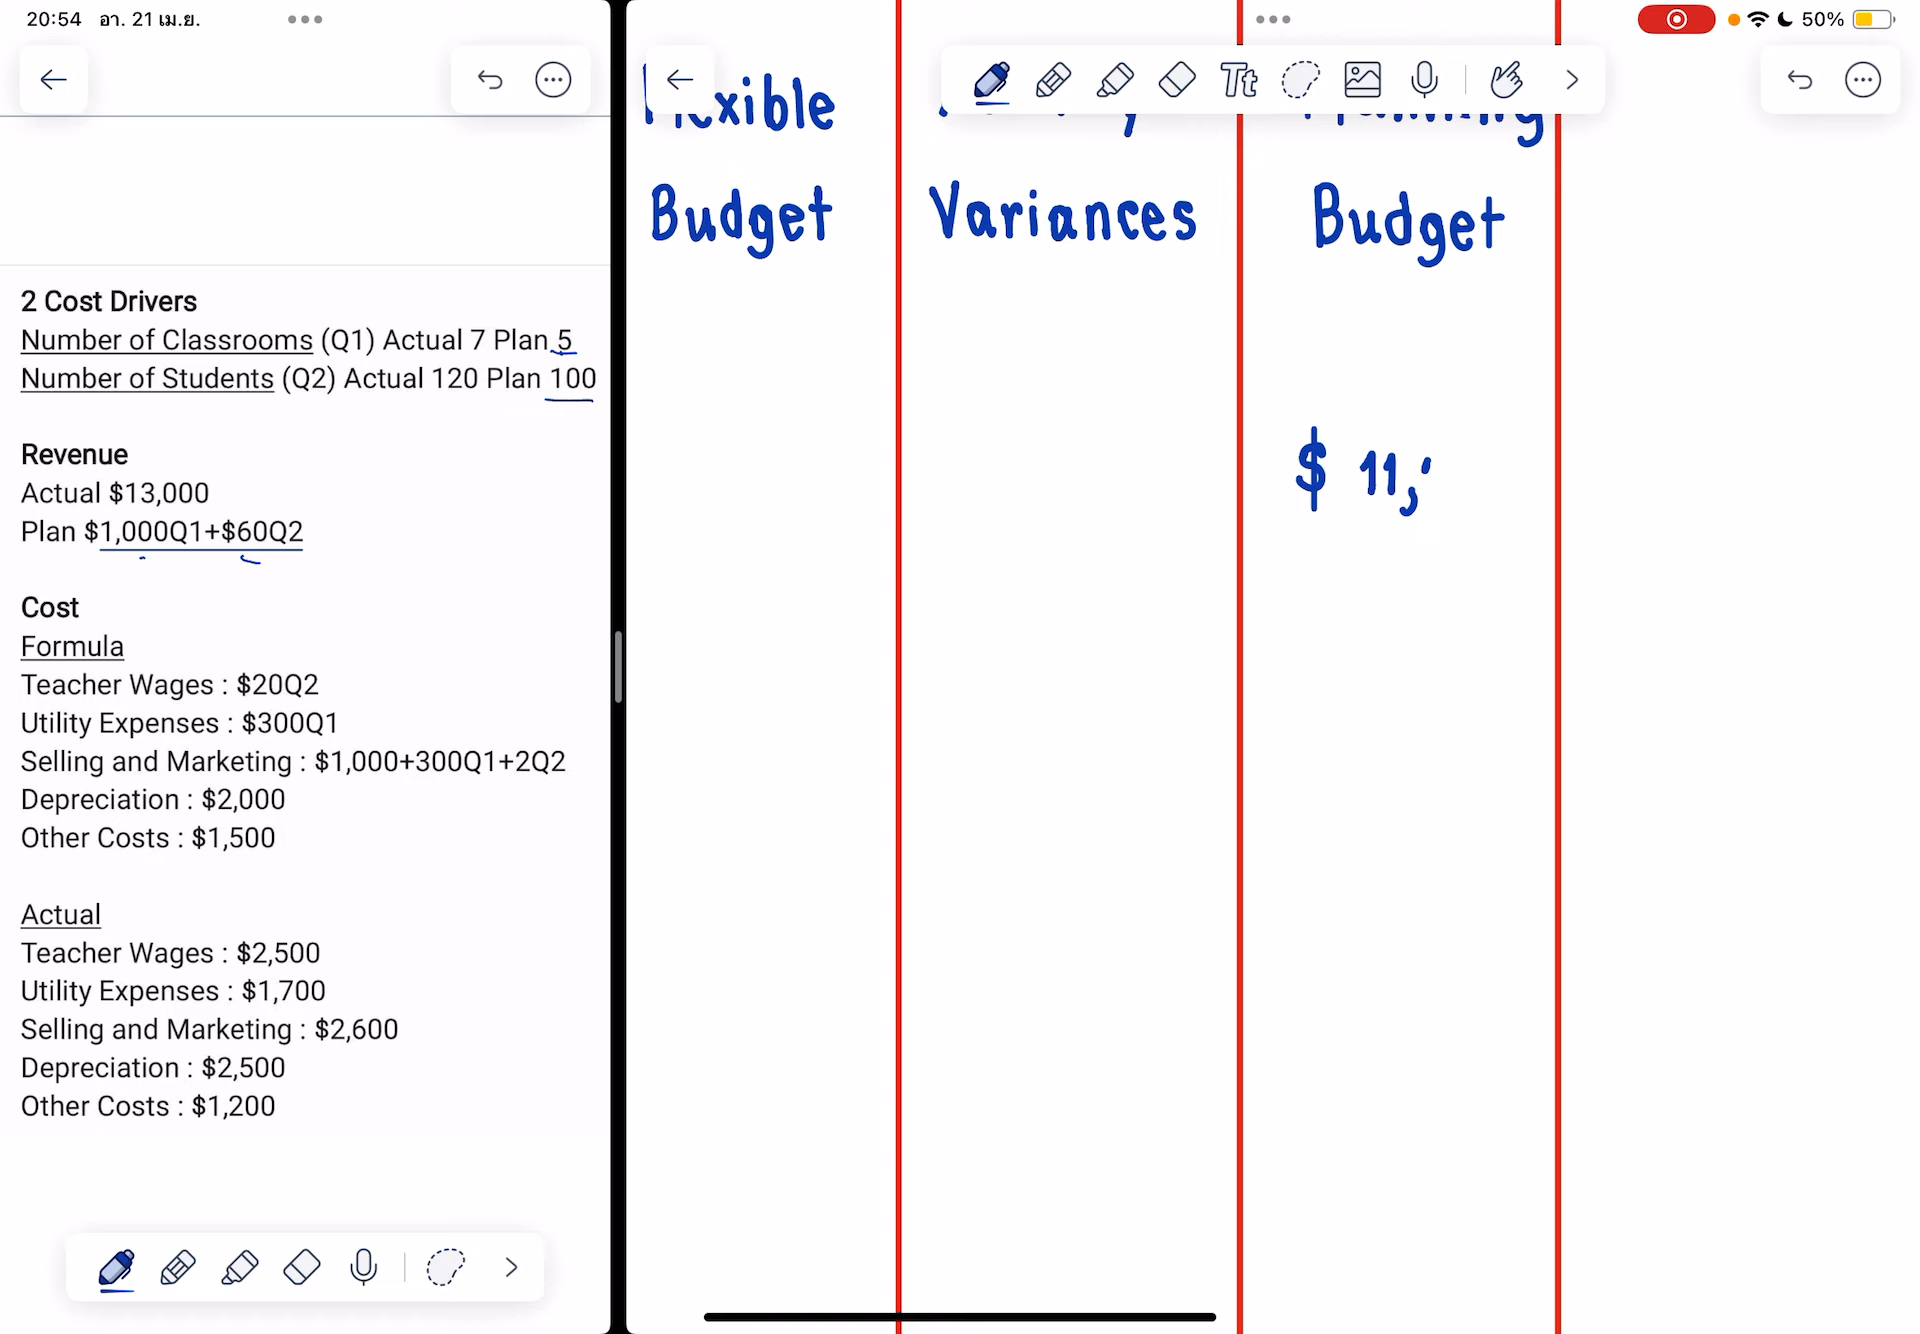 20:54 อา. 21 เม.ย.
50%
2 Cost Drivers
Number of Classrooms (Q1) Actual 7 Plan 5
Number of Students (Q2) Actual 120 Plan 100
Revenue
Actual $13,000
Plan $1,000Q1+$60Q2
Cost
Formula
Teacher Wages : $20Q2
Utility Expenses : $300Q1
Selling and Marketing : $1,000+300Q1+2Q2
Depreciation : $2,000
Other Costs : $1,500
Actual
Teacher Wages : $2,500
Utility Expenses : $1,700
Selling and Marketing : $2,600
Depreciation : $2,500
Other Costs : $1,200
Tt
Flexible
Budget
Variances
Planning
Budget
$ 11,